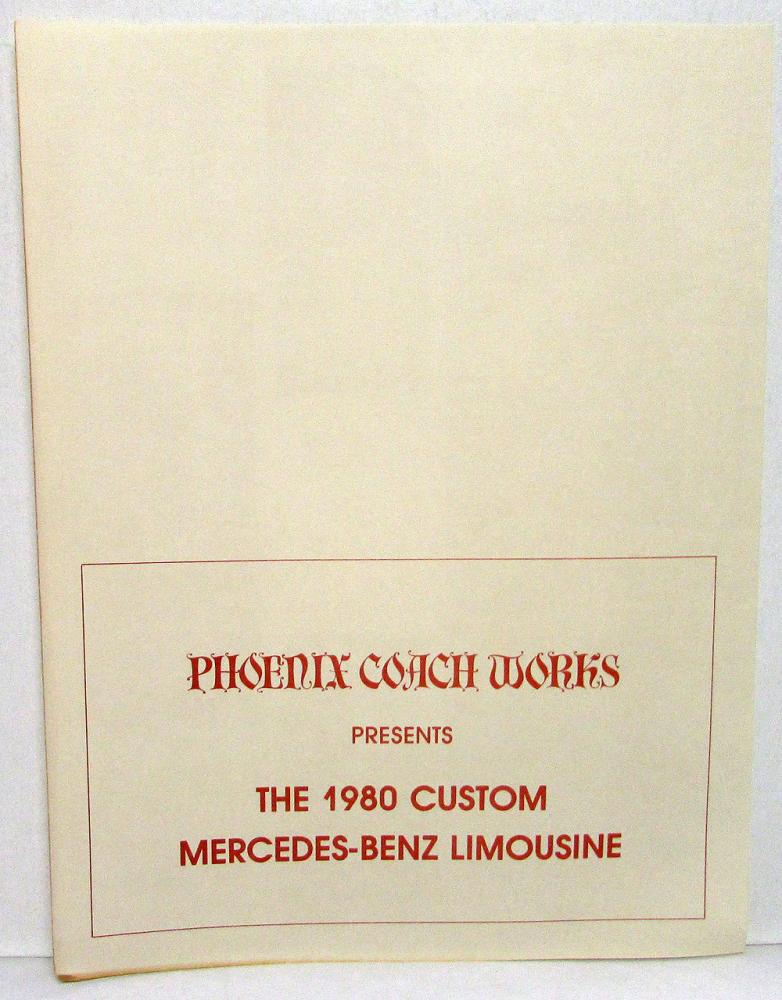 PHOENIX COACH WORKS
PRESENTS
THE 1980 CUSTOM
MERCEDES-BENZ LIMOUSINE